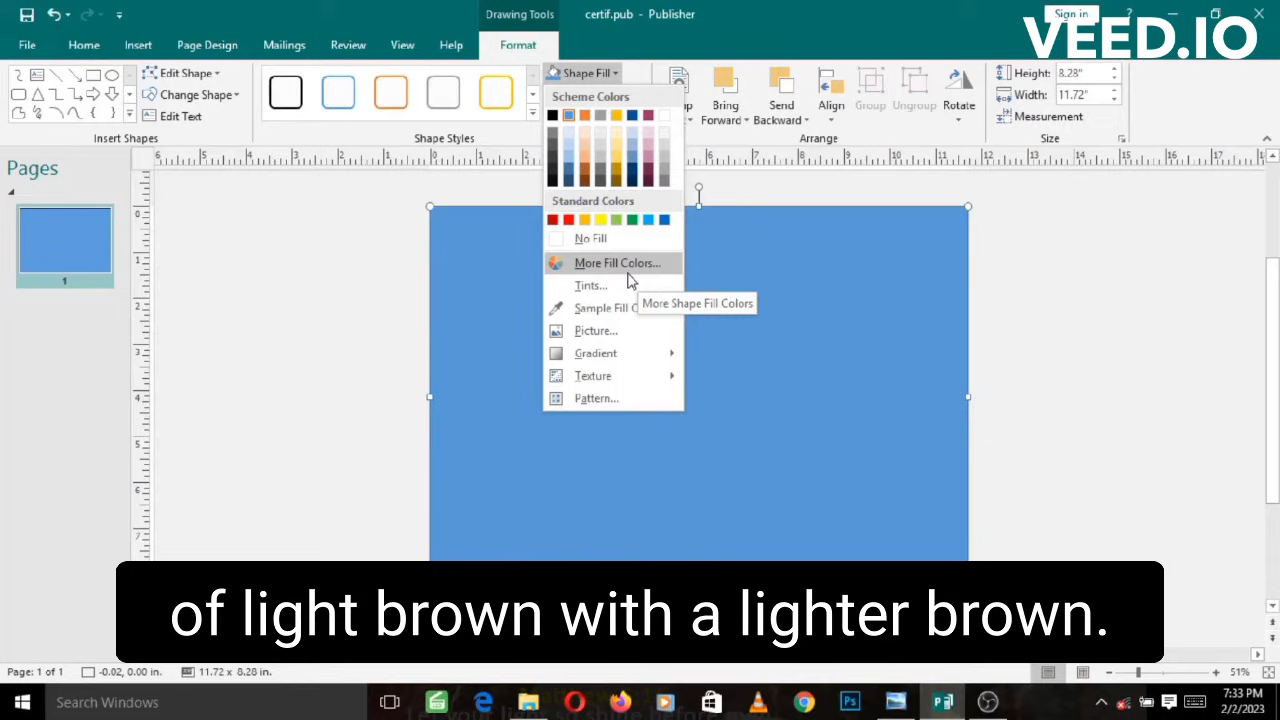 Drawing Tools
certif.pub - Publisher
Sign in
VEED.IO
File
Home
Insert
Page Design
Mailings
Review
View
Help
Format
Edit Shape
Change Shape
Edit Text
Insert Shapes
Shape Styles
Shape Fill
Bring
Forward
Send
Backward
Align
Group
Ungroup
Rotate
Arrange
Height: 8.28"
Width: 11.72"
Measurement
Size
Scheme Colors
Standard Colors
No Fill
More Fill Colors...
Tints...
Sample Fill C
Picture...
Gradient
Texture
Pattern...
More Shape Fill Colors
Pages
1
of light brown with a lighter brown.
Page: 1 of 1
-0.02, 0.00 in.
11.72 x 8.28 in.
51%
Search Windows
7:33 PM
2/2/2023